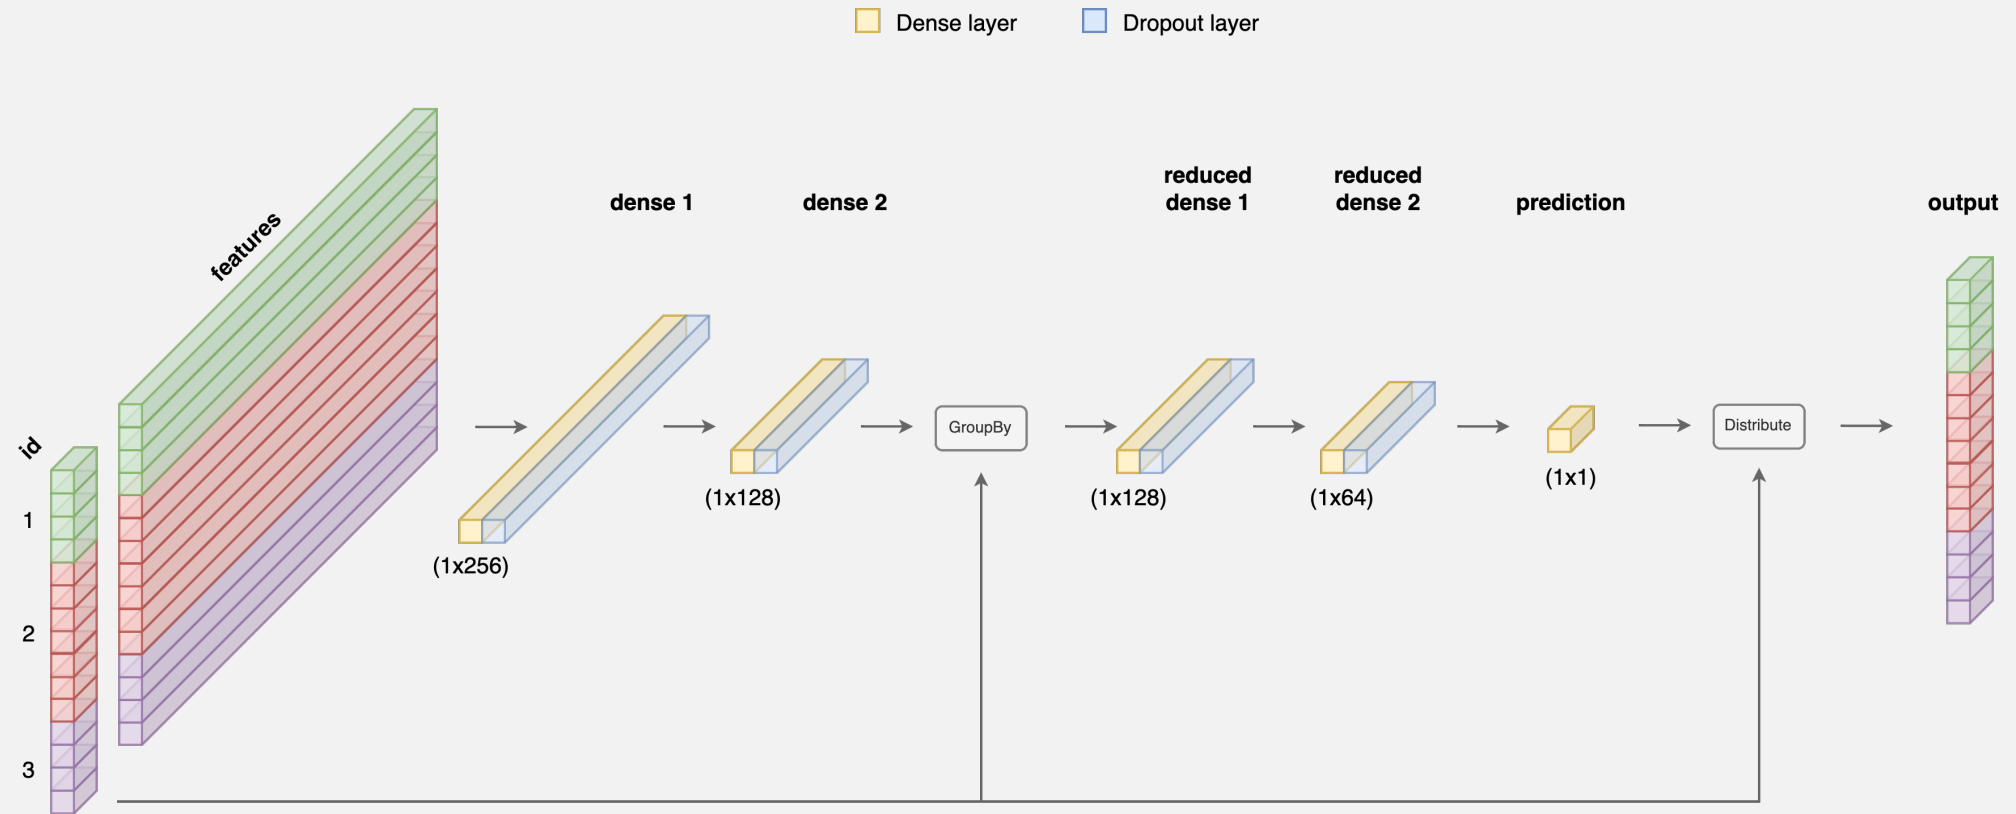 Dense layer
Dropout layer
features
id
1
2
3
dense 1
(1x256)
dense 2
(1x128)
GroupBy
reduced
dense 1
(1x128)
reduced
dense 2
(1x64)
prediction
(1x1)
Distribute
output